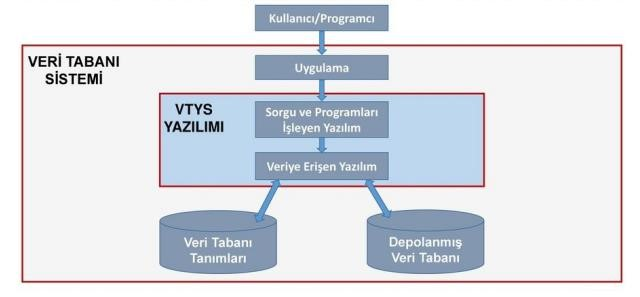 Kullanıcı/Programcı
VERİ TABANI
SİSTEMİ
Uygulama
VTYS
YAZILIMI
Sorgu ve Programları
İşleyen Yazılım
Veriye Erişen Yazılım
Veri Tabanı
Tanımları
Depolanmış
Veri Tabanı